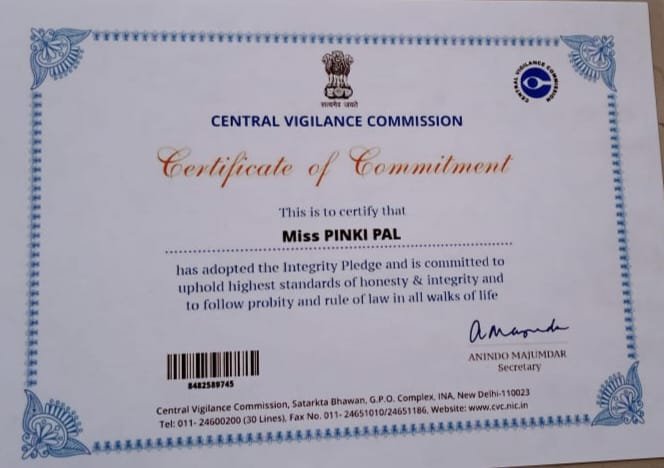 सत्यमेव जयते
CENTRAL VIGILANCE COMMISSION
CENTRAL VIGILANCE COMMISSION
Certificate of Commitment
This is to certify that
Miss PINKI PAL
has adopted the Integrity Pledge and is committed to
uphold highest standards of honesty & integrity and
to follow probity and rule of law in all walks of life
ANINDO MAJUMDAR
Secretary
8482589745
Central Vigilance Commission, Satarkta Bhawan, G.P.O. Complex, INA, New Delhi-110023
Tel: 011- 24600200 (30 Lines), Fax No. 011- 24651010/24651186, Website: www.cvc.nic.in